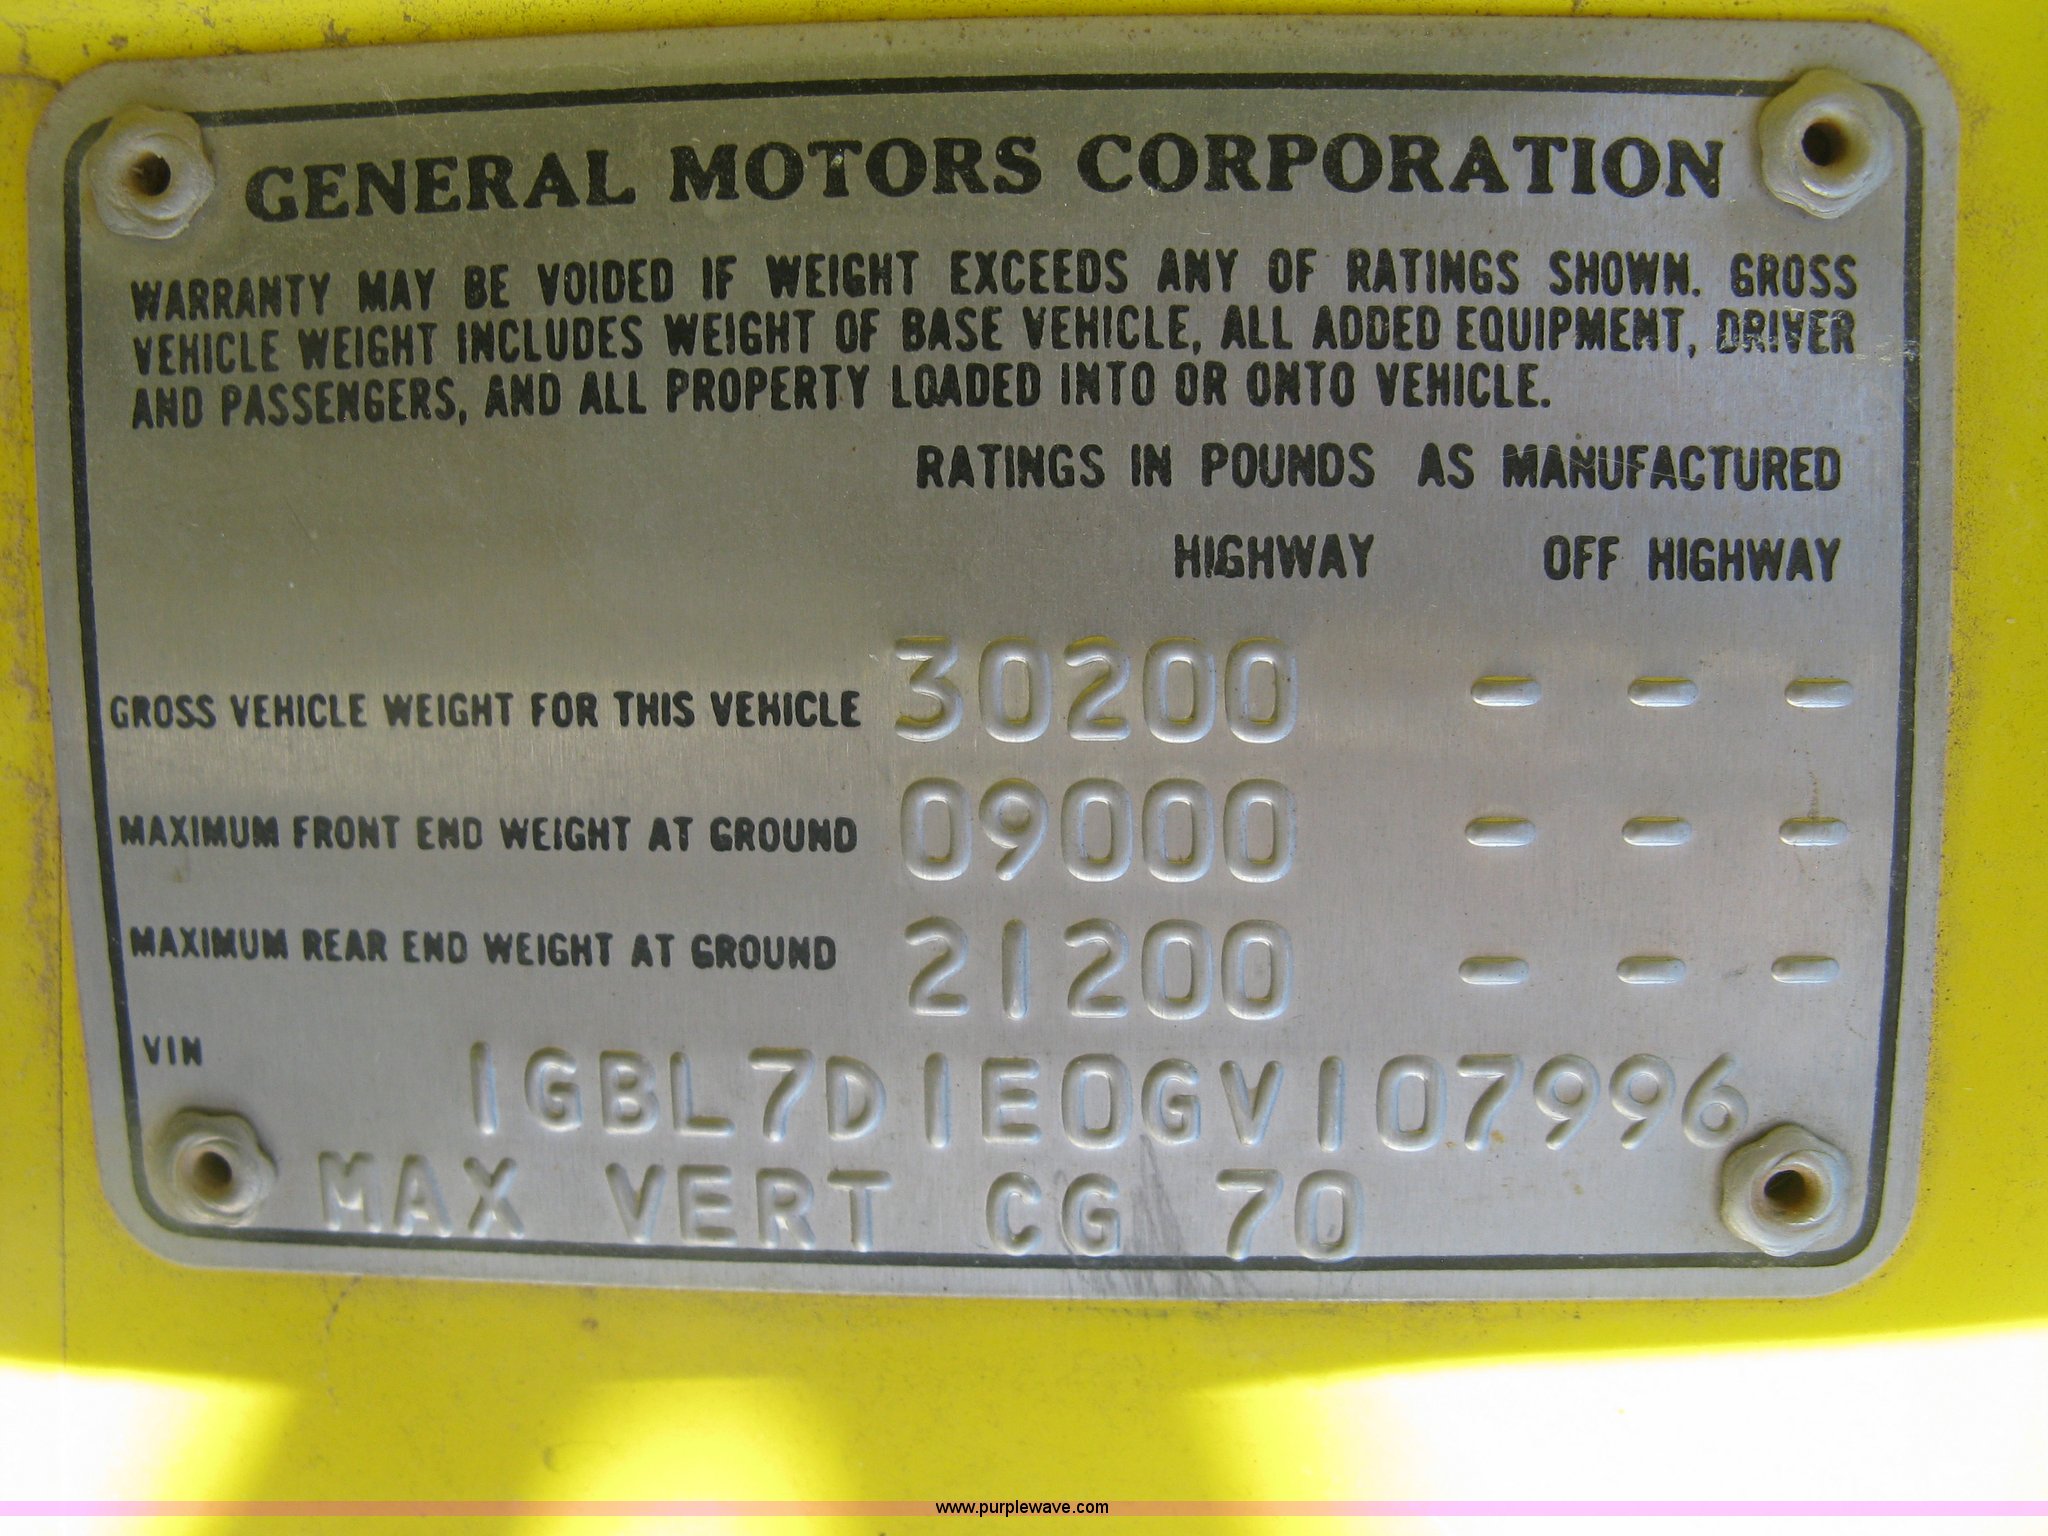 GENERAL MOTORS CORPORATION
WARRANTY MAY BE VOIDED IF WEIGHT EXCEEDS ANY OF RATINGS SHOWN. GROSS
VEHICLE WEIGHT INCLUDES WEIGHT OF BASE VEHICLE, ALL ADDED EQUIPMENT, DRIVER
AND PASSENGERS, AND ALL PROPERTY LOADED INTO OR ONTO VEHICLE.
RATINGS IN POUNDS AS MANUFACTURED
HIGHWAY OFF HIGHWAY
GROSS VEHICLE WEIGHT FOR THIS VEHICLE 30200 - - -
MAXIMUM FRONT END WEIGHT AT GROUND 09000 - - -
MAXIMUM REAR END WEIGHT AT GROUND 21200 - - -
VIN 1GBL7D1E0GV107996
MAX VERT CG 70
www.purplewave.com